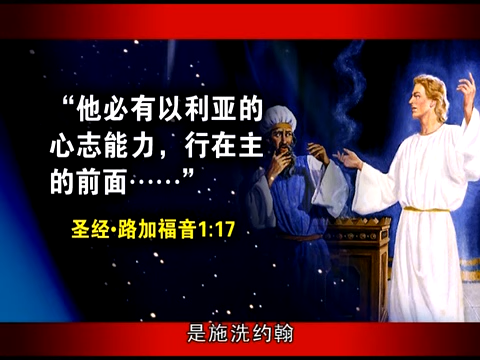 “他必有以利亚的
心志能力，行在主
的前面……”
圣经•路加福音1:17
是施洗约翰